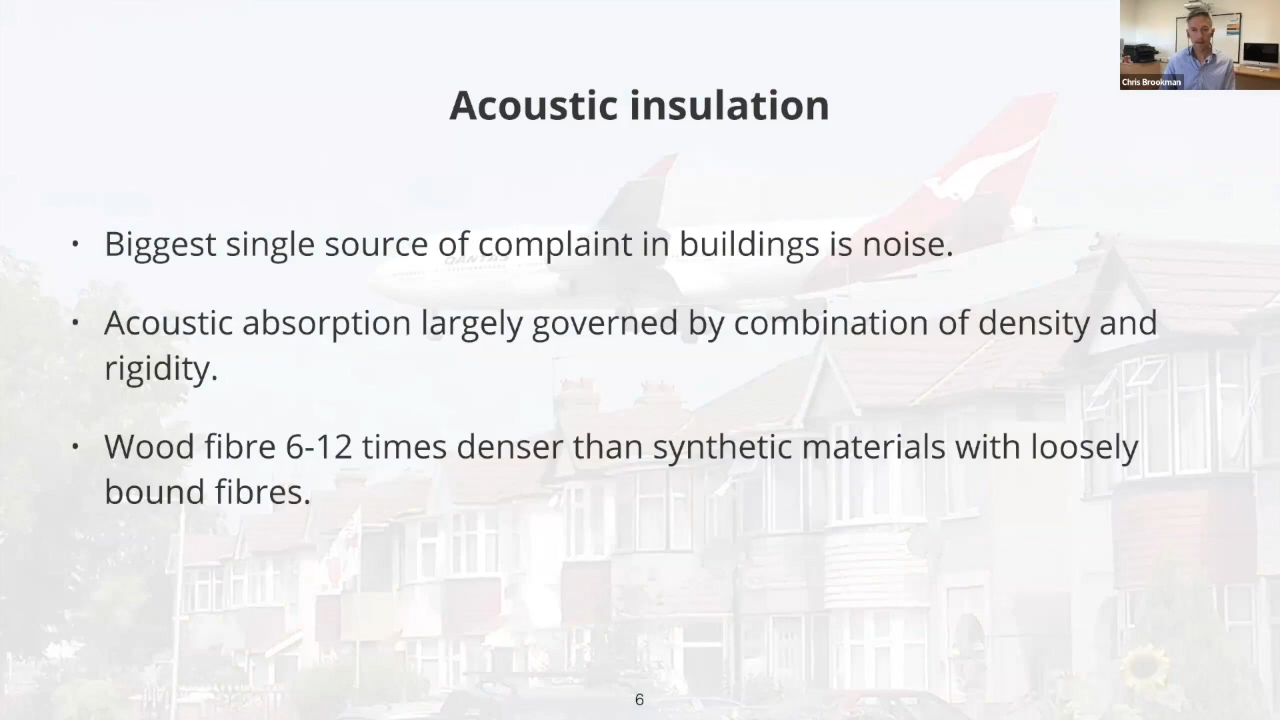 Chris Brookman
Acoustic insulation
• Biggest single source of complaint in buildings is noise.
• Acoustic absorption largely governed by combination of density and
rigidity.
• Wood fibre 6-12 times denser than synthetic materials with loosely
bound fibres.
QANTAS
6